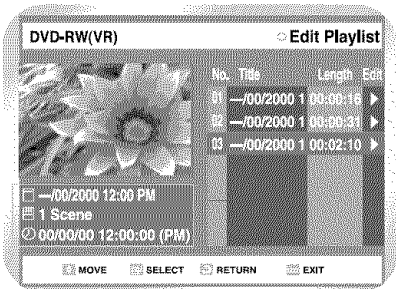 DVD-RW(VR) Edit Playlist
No. Title Length Edit
01 —/00/2000 1 00:00:16
02 —/00/2000 1 00:00:31
03 —/00/2000 1 00:02:10
—/00/2000 12:00 PM
1 Scene
00/00/00 12:00:00 (PM)
MOVE SELECT RETURN EXIT